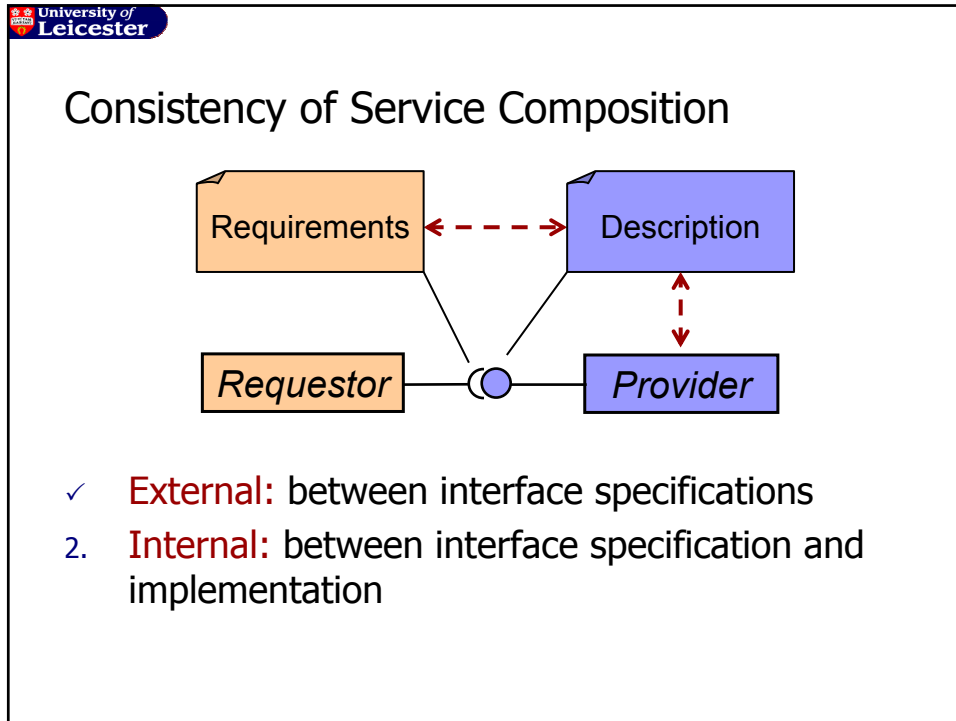 University of
Leicester
Consistency of Service Composition
Requirements
Description
Requestor
Provider
✓ External: between interface specifications
2. Internal: between interface specification and
implementation